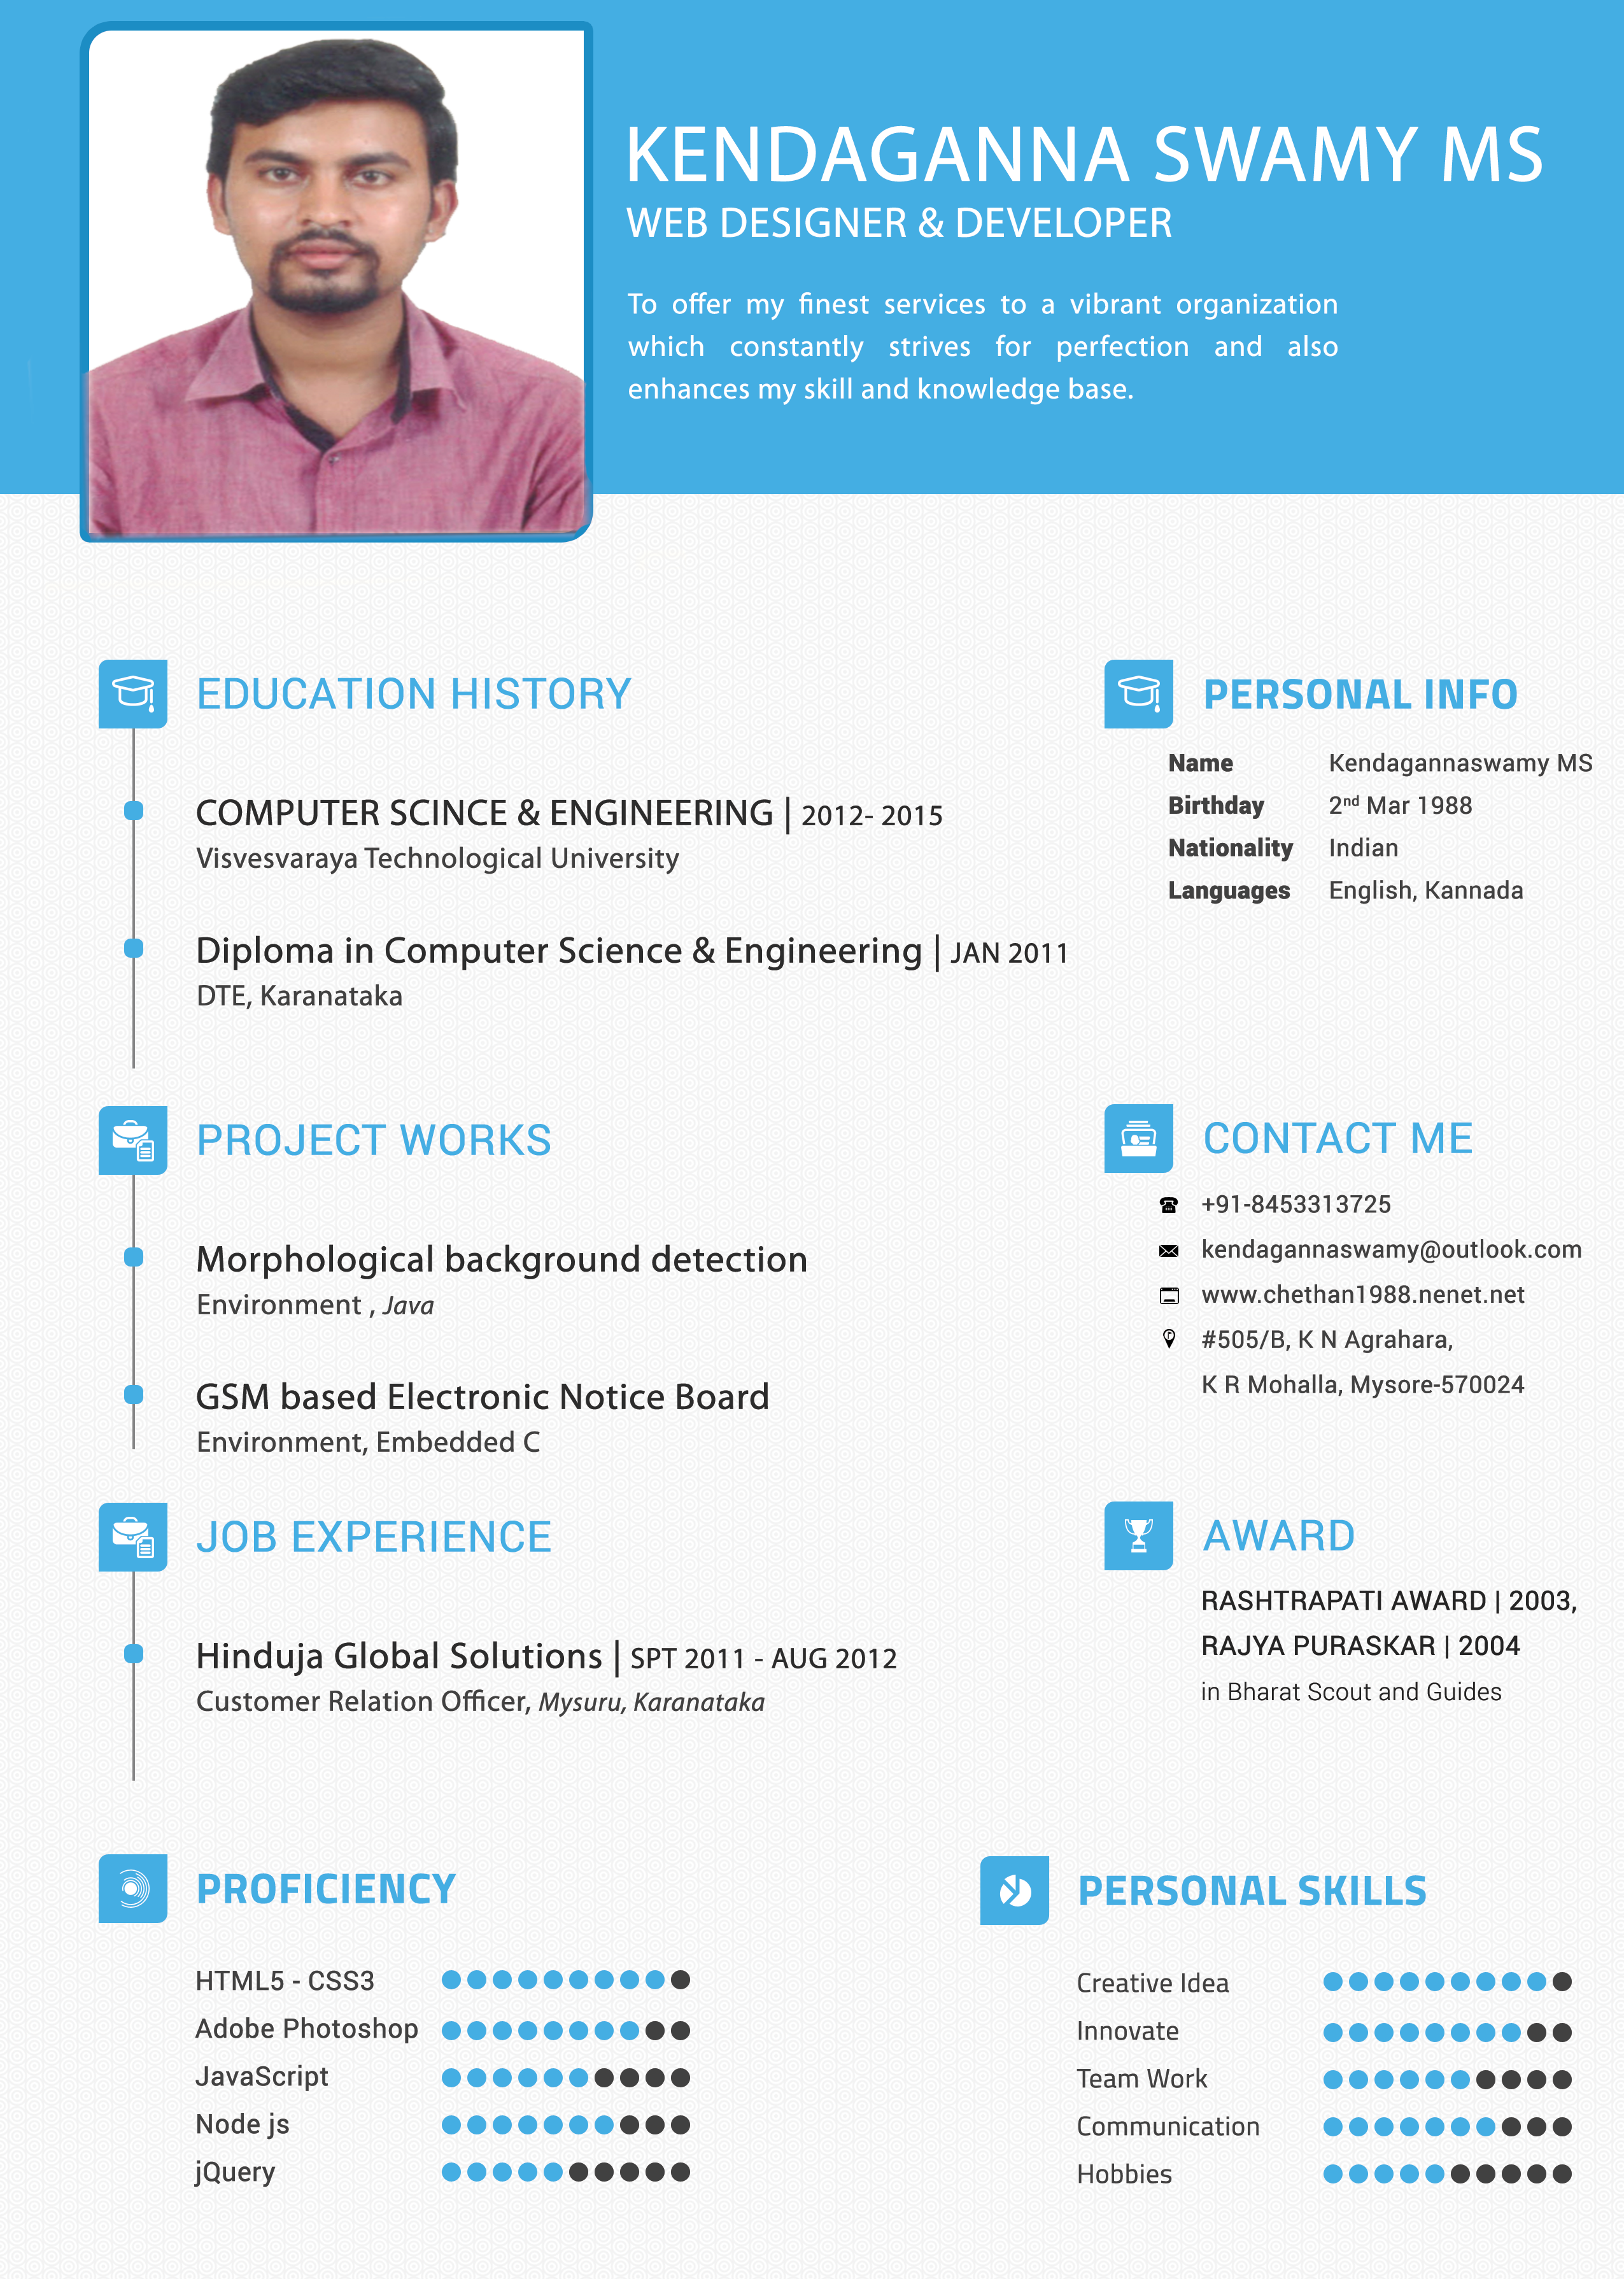 KENDAGANNA SWAMY MS
WEB DESIGNER & DEVELOPER
To offer my finest services to a vibrant organization
which constantly strives for perfection and also
enhances my skill and knowledge base.
EDUCATION HISTORY
COMPUTER SCINCE & ENGINEERING | 2012- 2015
Visvesvaraya Technological University
Diploma in Computer Science & Engineering | JAN 2011
DTE, Karanataka
PERSONAL INFO
Name Kendagannaswamy MS
Birthday 2nd Mar 1988
Nationality Indian
Languages English, Kannada
PROJECT WORKS
Morphological background detection
Environment , Java
GSM based Electronic Notice Board
Environment, Embedded C
CONTACT ME
+91-8453313725
kendagannaswamy@outlook.com
www.chethan1988.nenet.net
#505/B, K N Agrahara,
K R Mohalla, Mysore-570024
JOB EXPERIENCE
Hinduja Global Solutions | SPT 2011 - AUG 2012
Customer Relation Officer, Mysuru, Karanataka
AWARD
RASHTRAPATI AWARD | 2003,
RAJYA PURASKAR | 2004
in Bharat Scout and Guides
PROFICIENCY
HTML5 - CSS3
Adobe Photoshop
JavaScript
Node js
jQuery
PERSONAL SKILLS
Creative Idea
Innovate
Team Work
Communication
Hobbies